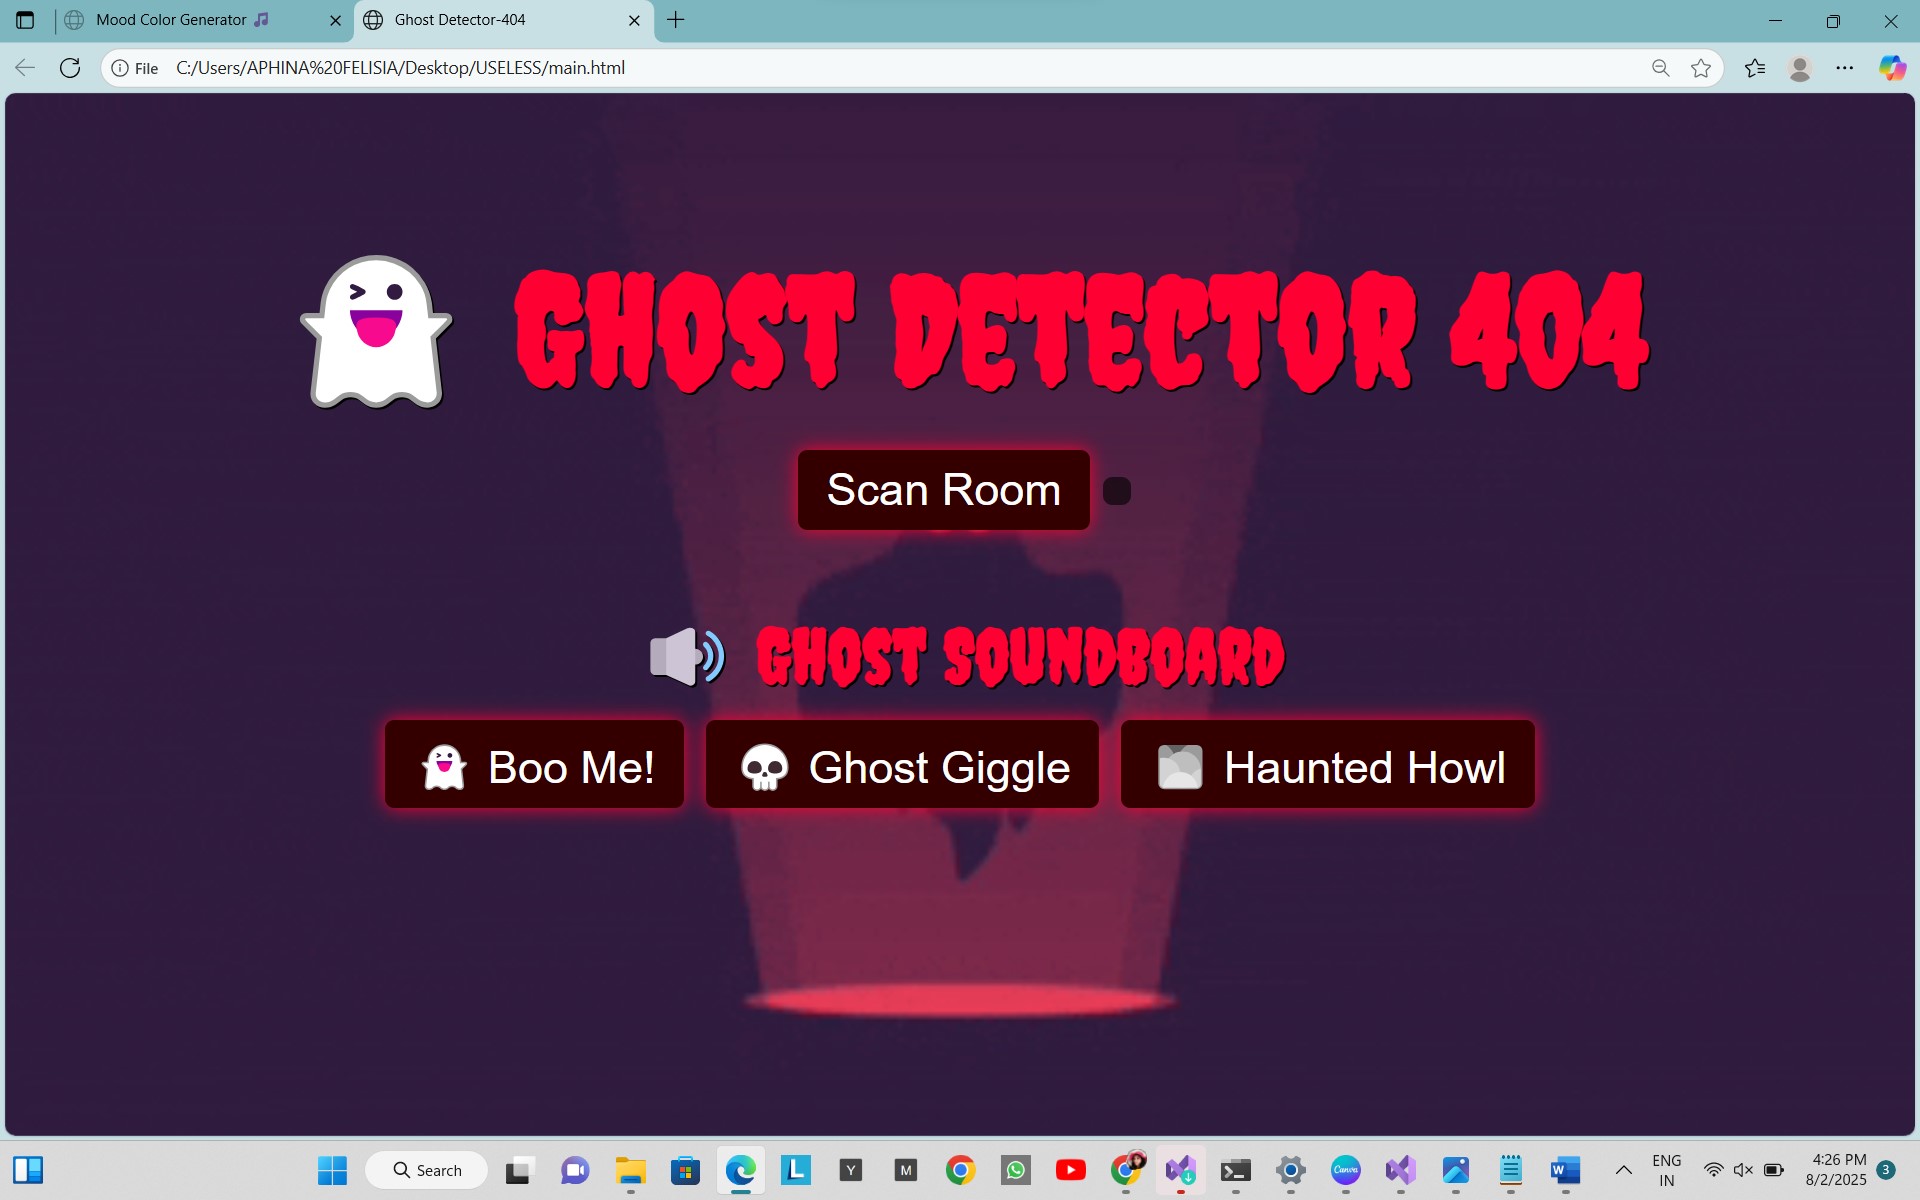 Mood Color Generator
Ghost Detector-404
File C:/Users/APHINA%20FELISIA/Desktop/USELESS/main.html
GHOST DETECTOR 404
Scan Room
GHOST SOUNDBOARD
Boo Me!
Ghost Giggle
Haunted Howl
Search
L
Y
M
Canva
W
ENG
IN
4:26 PM
8/2/2025
3